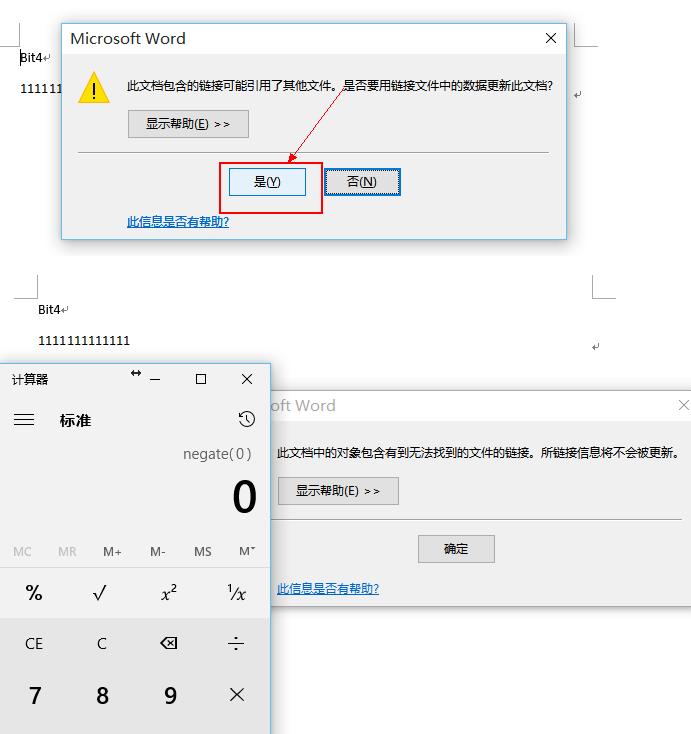 Microsoft Word
Bit4
111111
此文档包含的链接可能引用了其他文件。是否要用链接文件中的数据更新此文档?
显示帮助(E) >>
是(Y)
否(N)
此信息是否有帮助?
Bit4
1111111111111
计算器
标准
negate( 0 )
0
MC MR M+ M- MS M
% √ x² ¹/x
CE C ÷
7 8 9 ×
oft Word
此文档中的对象包含有到无法找到的文件的链接。所链接信息将不会被更新。
显示帮助(E) >>
确定
此信息是否有帮助?